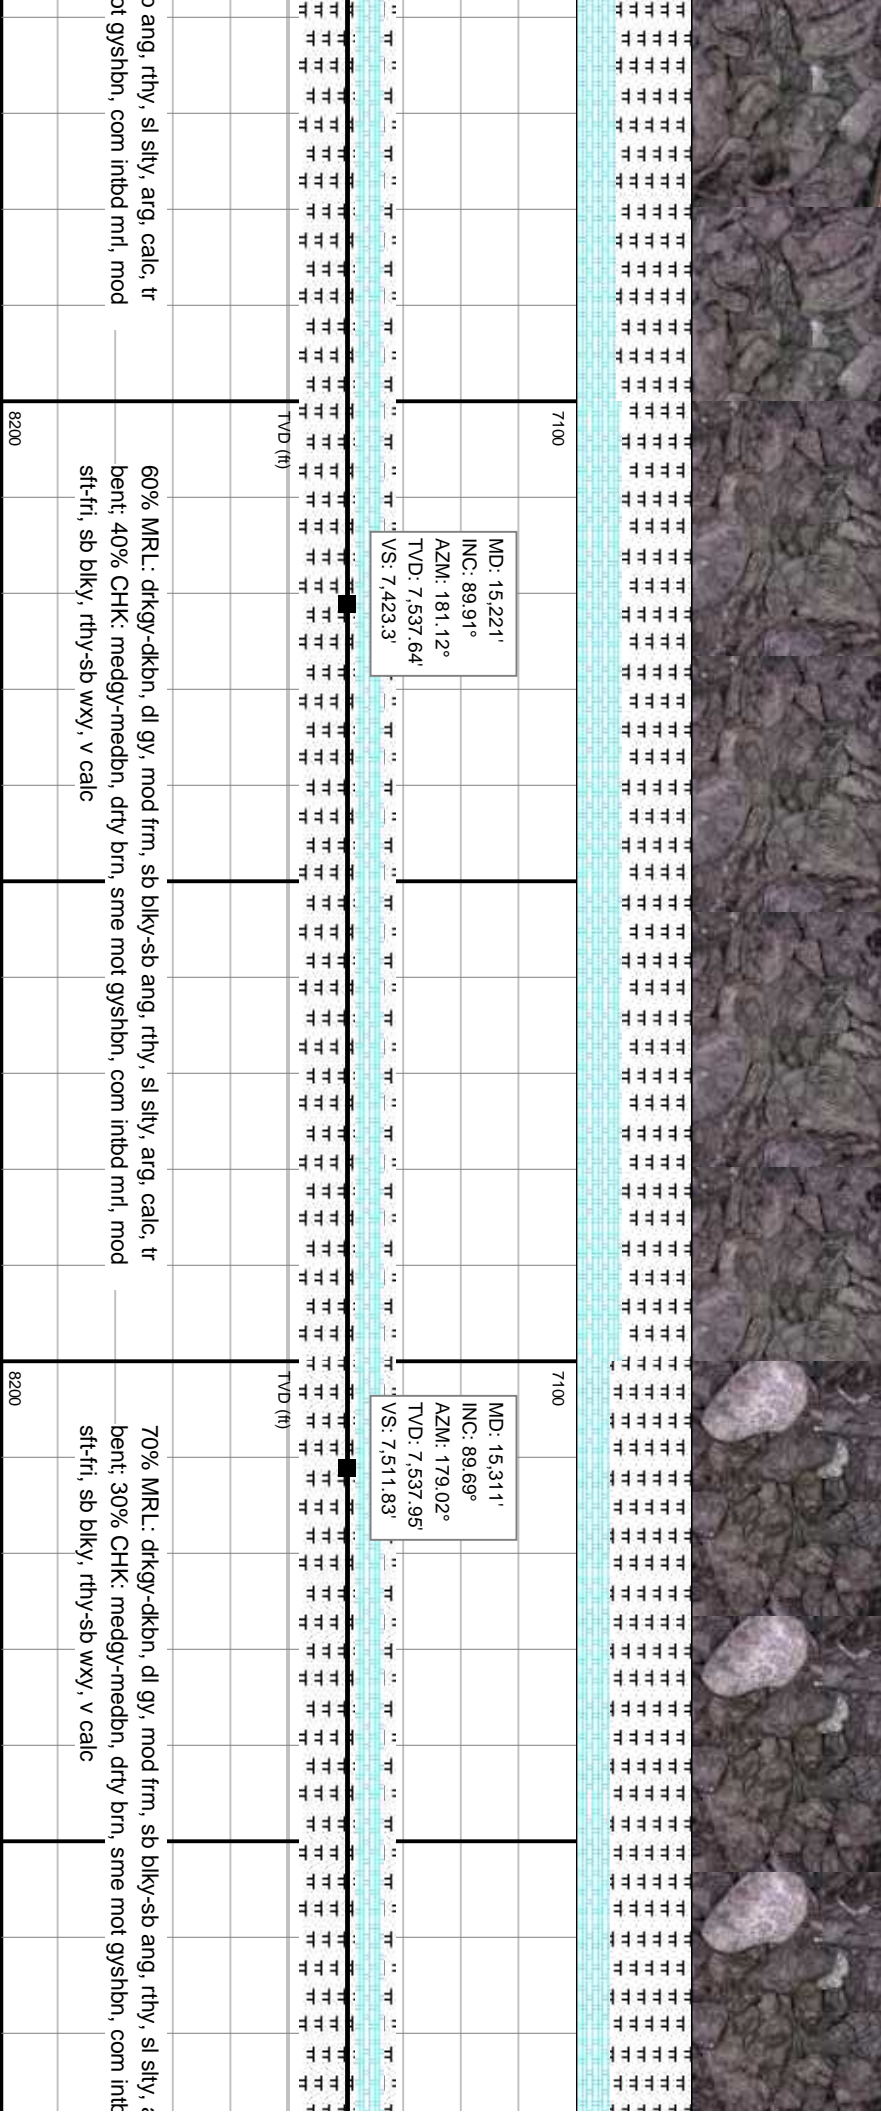 b ang, rthy, sl slty, arg, calc, tr
ot gyshbn, com intbd mrl, mod
7100
TVD (ft)
8200
MD: 15,221'
INC: 89.91°
AZM: 181.12°
TVD: 7,537.64'
VS: 7,423.3'
60% MRL: drkgy-dkbn, dl gy, mod frm, sb blky-sb ang, rthy, sl slty, arg, calc, tr
bent; 40% CHK: medgy-medbn, drty brn, sme mot gyshbn, com intbd mrl, mod
sft-fri, sb blky, rthy-sb wxy, v calc
7100
TVD (ft)
8200
MD: 15,311'
INC: 89.69°
AZM: 179.02°
TVD: 7,537.95'
VS: 7,511.83'
70% MRL: drkgy-dkbn, dl gy, mod frm, sb blky-sb ang, rthy, sl slty,
bent; 30% CHK: medgy-medbn, drty brn, sme mot gyshbn, com intb
sft-fri, sb blky, rthy-sb wxy, v calc